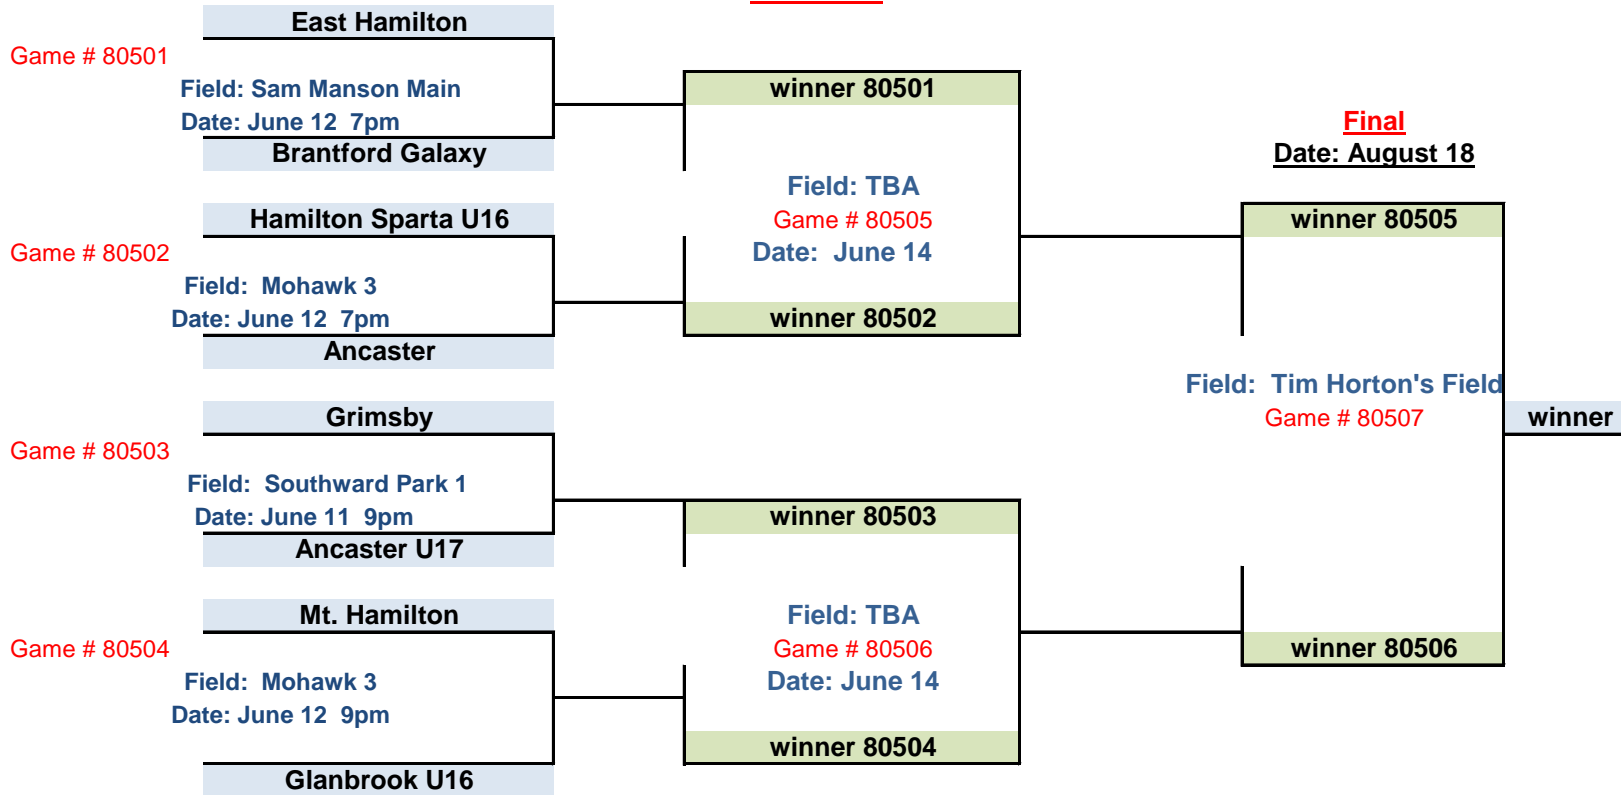 East Hamilton
Game # 80501
Field: Sam Manson Main
Date: June 12  7pm
Brantford Galaxy
Hamilton Sparta U16
Game # 80502
Field:  Mohawk 3
Date: June 12  7pm
Ancaster
Grimsby
Game # 80503
Field:  Southward Park 1
Date: June 11  9pm
Ancaster U17
Mt. Hamilton
Game # 80504
Field:  Mohawk 3
Date: June 12  9pm
Glanbrook U16
winner 80501
Field: TBA
Game # 80505
Date:  June 14
winner 80502
winner 80503
Field: TBA
Game # 80506
Date: June 14
winner 80504
Final
Date: August 18
winner 80505
Field:  Tim Horton's Field
Game # 80507
winner 80506
winner